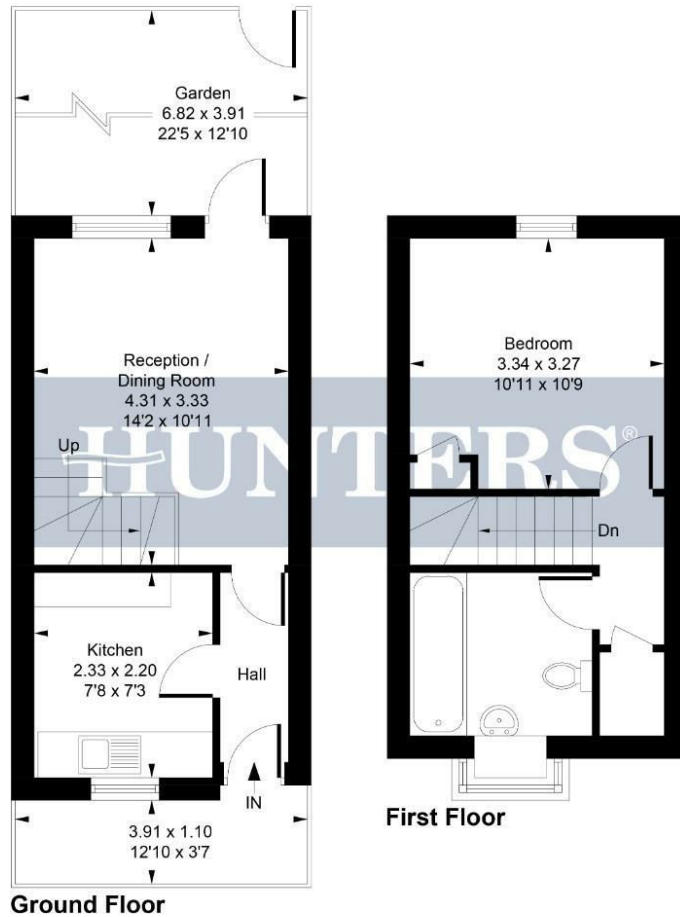 Garden
6.82 x 3.91
22'5 x 12'10
Reception /
Dining Room
4.31 x 3.33
14'2 x 10'11
Up
Kitchen
2.33 x 2.20
7'8 x 7'3
Hall
IN
3.91 x 1.10
12'10 x 3'7
Ground Floor
Bedroom
3.34 x 3.27
10'11 x 10'9
HUNTERS®
Dn
First Floor